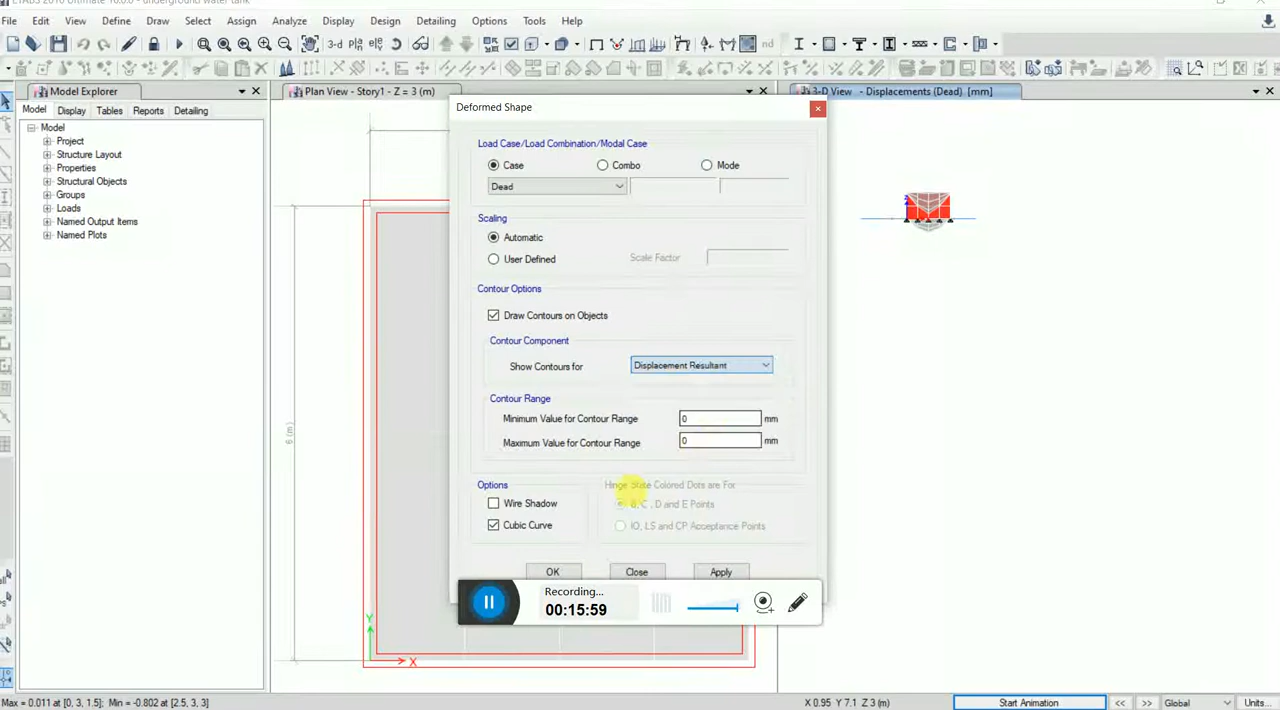 ETABS 2016 Ultimate 16.0.0 - underground water tank
File Edit View Define Draw Select Assign Analyze Display Design Detailing Options Tools Help
3-d nd
Model Explorer
Plan View - Story1 - Z = 3 (m)
3-D View - Displacements (Dead) [mm]
Model Display Tables Reports Detailing
Model
Project
Structure Layout
Properties
Structural Objects
Groups
Loads
Named Output Items
Named Plots
6 (m)
Y
X
Z
Deformed Shape
Load Case/Load Combination/Modal Case
Case Combo Mode
Dead
Scaling
Automatic
User Defined Scale Factor
Contour Options
Draw Contours on Objects
Contour Component
Show Contours for Displacement Resultant
Contour Range
Minimum Value for Contour Range 0 mm
Maximum Value for Contour Range 0 mm
Options
Wire Shadow
Cubic Curve
Hinge State Colored Dots are For
B, C, D and E Points
IO, LS and CP Acceptance Points
OK Close Apply
Recording...
00:15:59
Max = 0.011 at [0, 3, 1.5]; Min = -0.802 at [2.5, 3, 3]
X 0.95 Y 7.1 Z 3 (m)
Start Animation
<< >>
Global
Units...